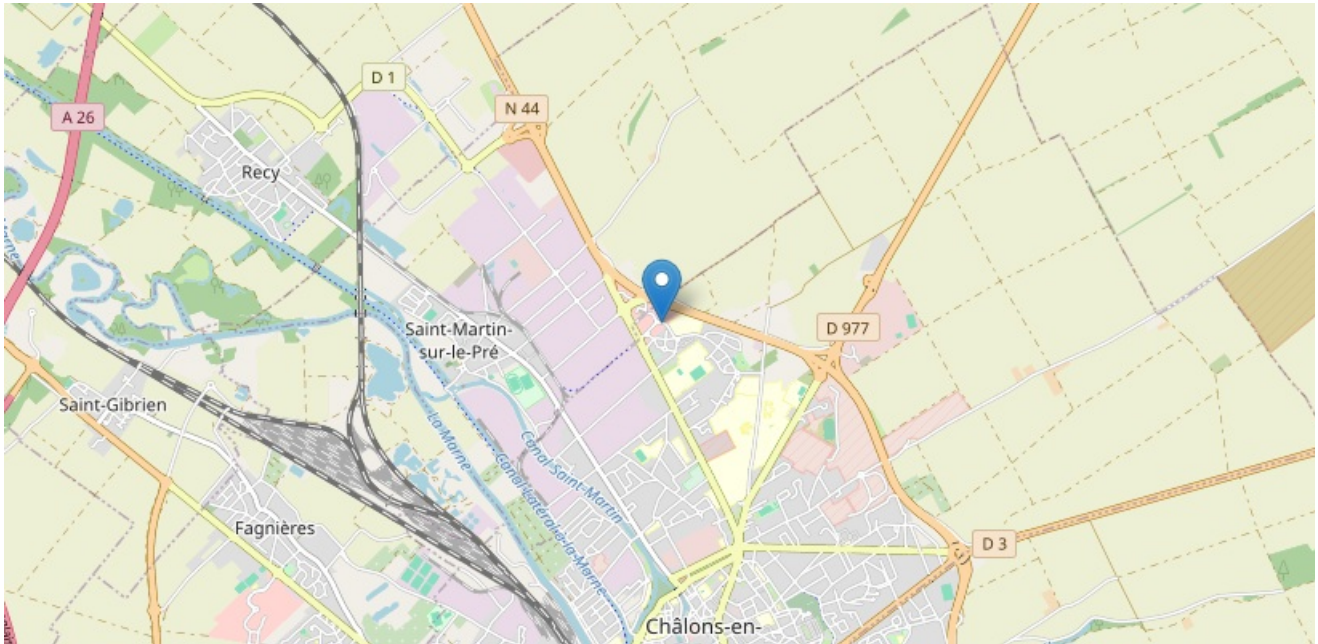 D 1
N 44
A 26
Recy
Marne
D 977
Saint-Martin-
sur-le-Pré
Saint-Gibrien
La Marne
Canal Saint-Martin
Canal Latéral à la Marne
Fagnières
D 3
Châlons-en-